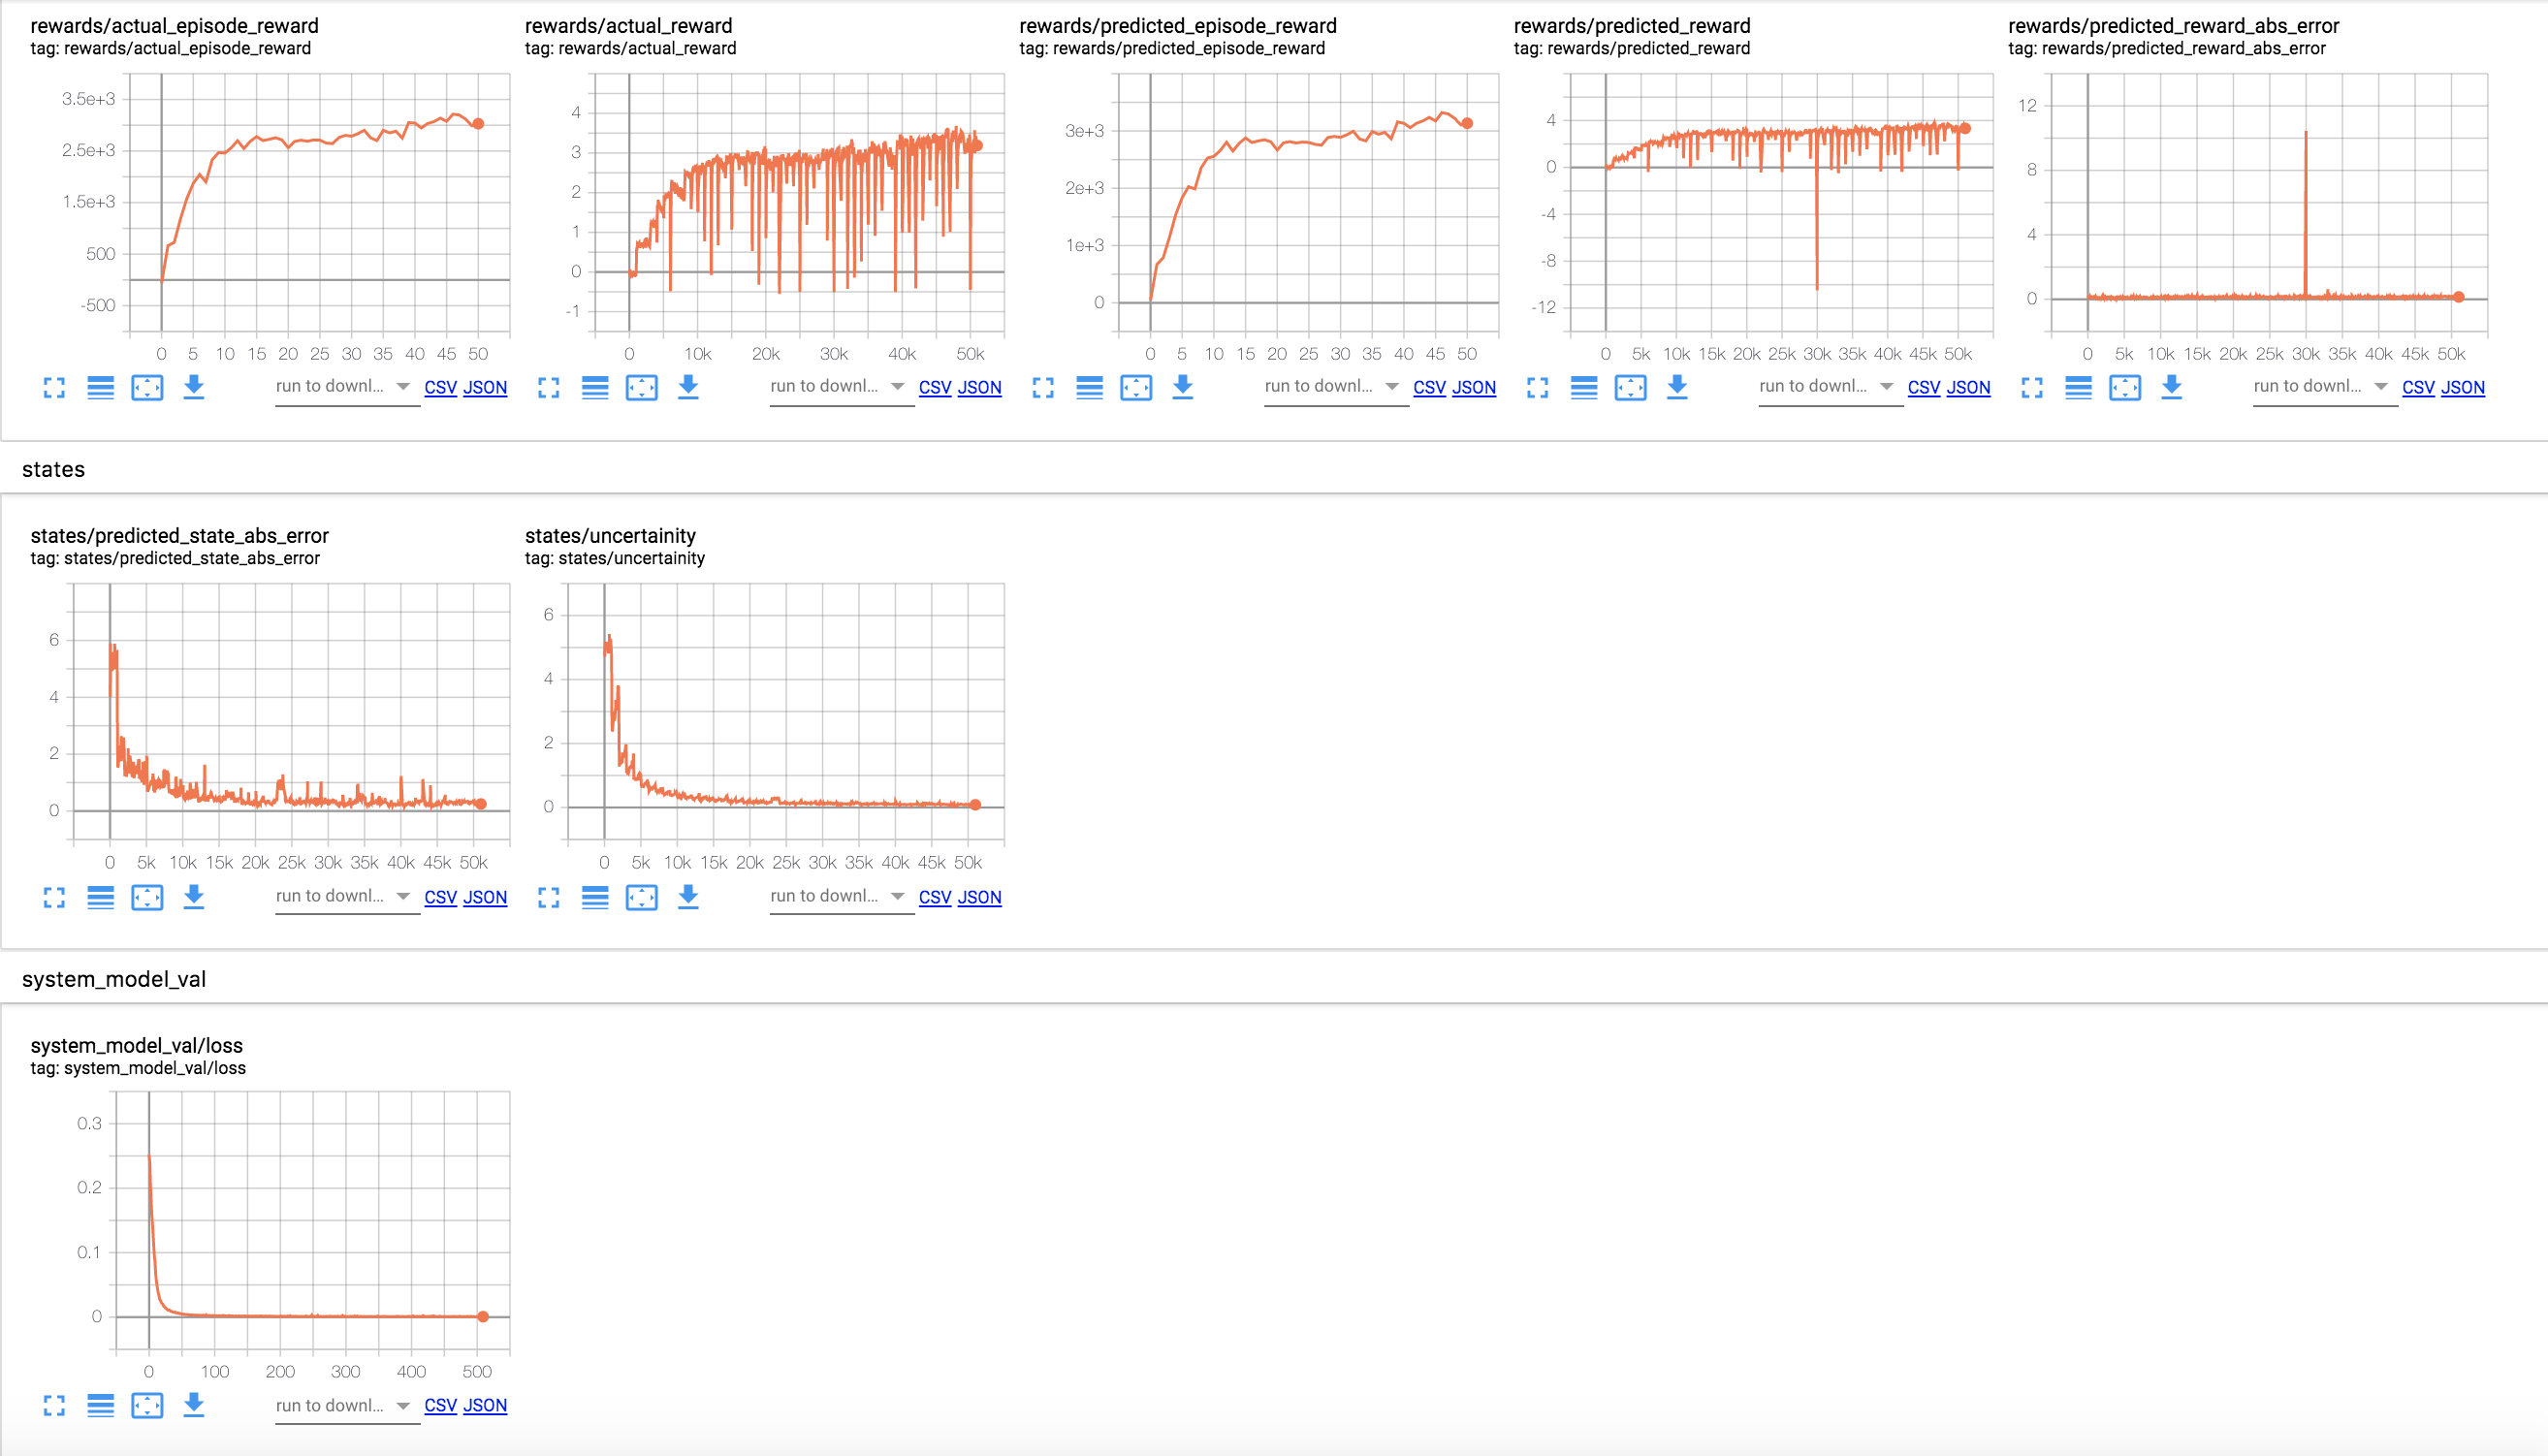 rewards/actual_episode_reward
tag: rewards/actual_episode_reward
3.5e+3
2.5e+3
1.5e+3
500
-500
0 5 10 15 20 25 30 35 40 45 50
run to downl... CSV JSON
rewards/actual_reward
tag: rewards/actual_reward
4
3
2
1
0
-1
0 10k 20k 30k 40k 50k
run to downl... CSV JSON
rewards/predicted_episode_reward
tag: rewards/predicted_episode_reward
3e+3
2e+3
1e+3
0
0 5 10 15 20 25 30 35 40 45 50
run to downl... CSV JSON
rewards/predicted_reward
tag: rewards/predicted_reward
4
0
-4
-8
-12
0 5k 10k 15k 20k 25k 30k 35k 40k 45k 50k
run to downl... CSV JSON
rewards/predicted_reward_abs_error
tag: rewards/predicted_reward_abs_error
12
8
4
0
0 5k 10k 15k 20k 25k 30k 35k 40k 45k 50k
run to downl... CSV JSON
states
states/predicted_state_abs_error
tag: states/predicted_state_abs_error
6
4
2
0
0 5k 10k 15k 20k 25k 30k 35k 40k 45k 50k
run to downl... CSV JSON
states/uncertainity
tag: states/uncertainity
6
4
2
0
0 5k 10k 15k 20k 25k 30k 35k 40k 45k 50k
run to downl... CSV JSON
system_model_val
system_model_val/loss
tag: system_model_val/loss
0.3
0.2
0.1
0
0 100 200 300 400 500
run to downl... CSV JSON